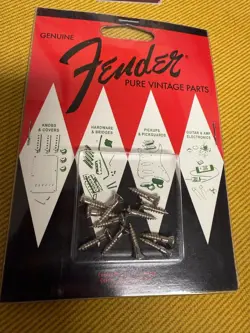 GENUINE
Fender
PURE VINTAGE PARTS
KNOBS
& COVERS
HARDWARE
& BRIDGES
PICKUPS
& PICKGUARDS
GUITAR & AMP
ELECTRONICS